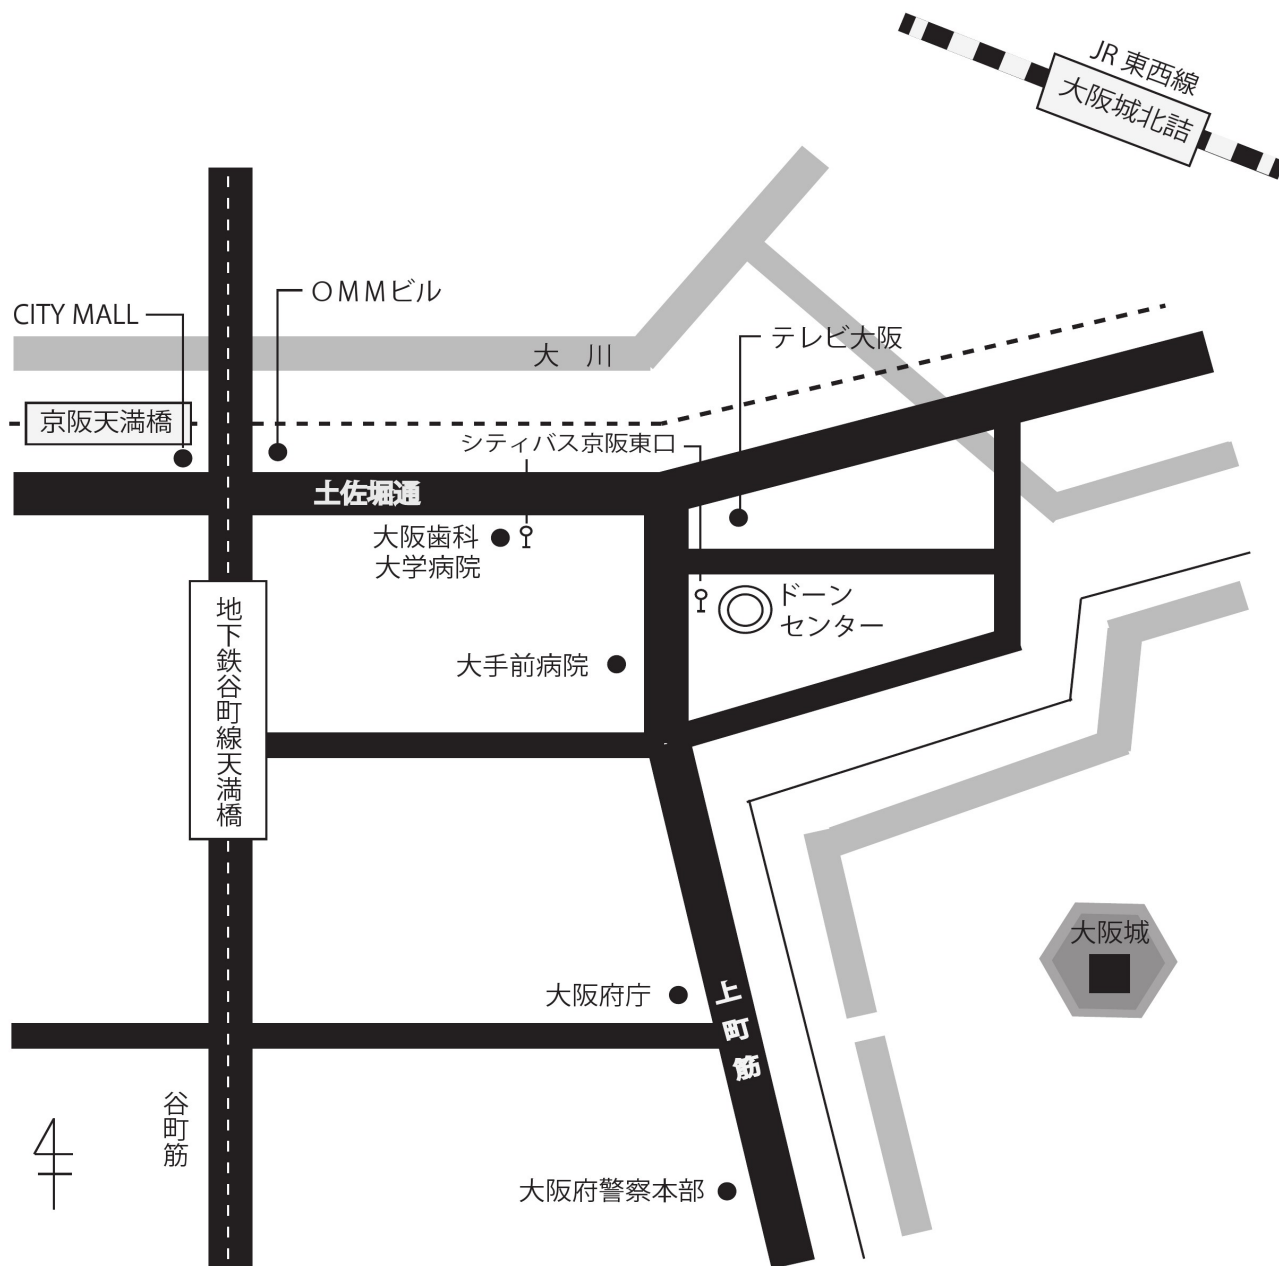 JR 東西線
大阪城北詰
OMMビル
CITY MALL
テレビ大阪
大 川
京阪天満橋
シティバス京阪東口
土佐堀通
大阪歯科
大学病院
ドーン
センター
地下鉄谷町線天満橋
大手前病院
大阪城
大阪府庁
上町筋
谷町筋
大阪府警察本部